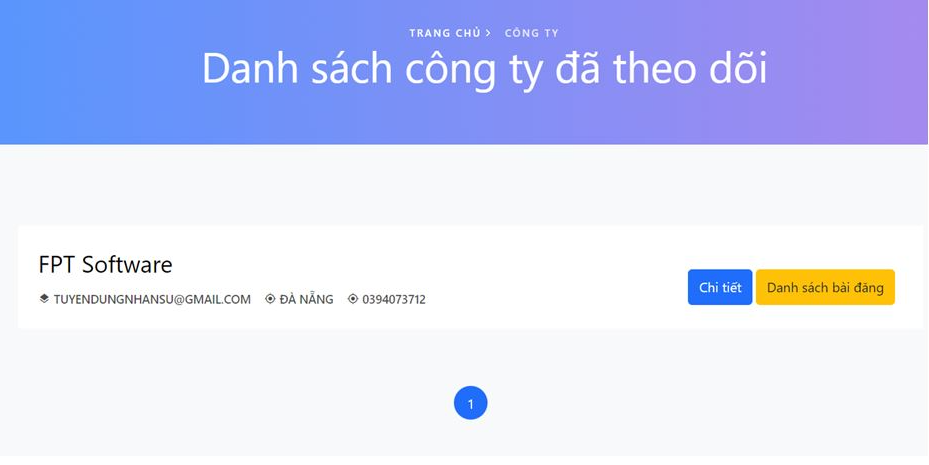 TRANG CHỦ > CÔNG TY
Danh sách công ty đã theo dõi
FPT Software
TUYENDUNGNHANSU@GMAIL.COM ĐÀ NẴNG 0394073712
Chi tiết Danh sách bài đăng
1